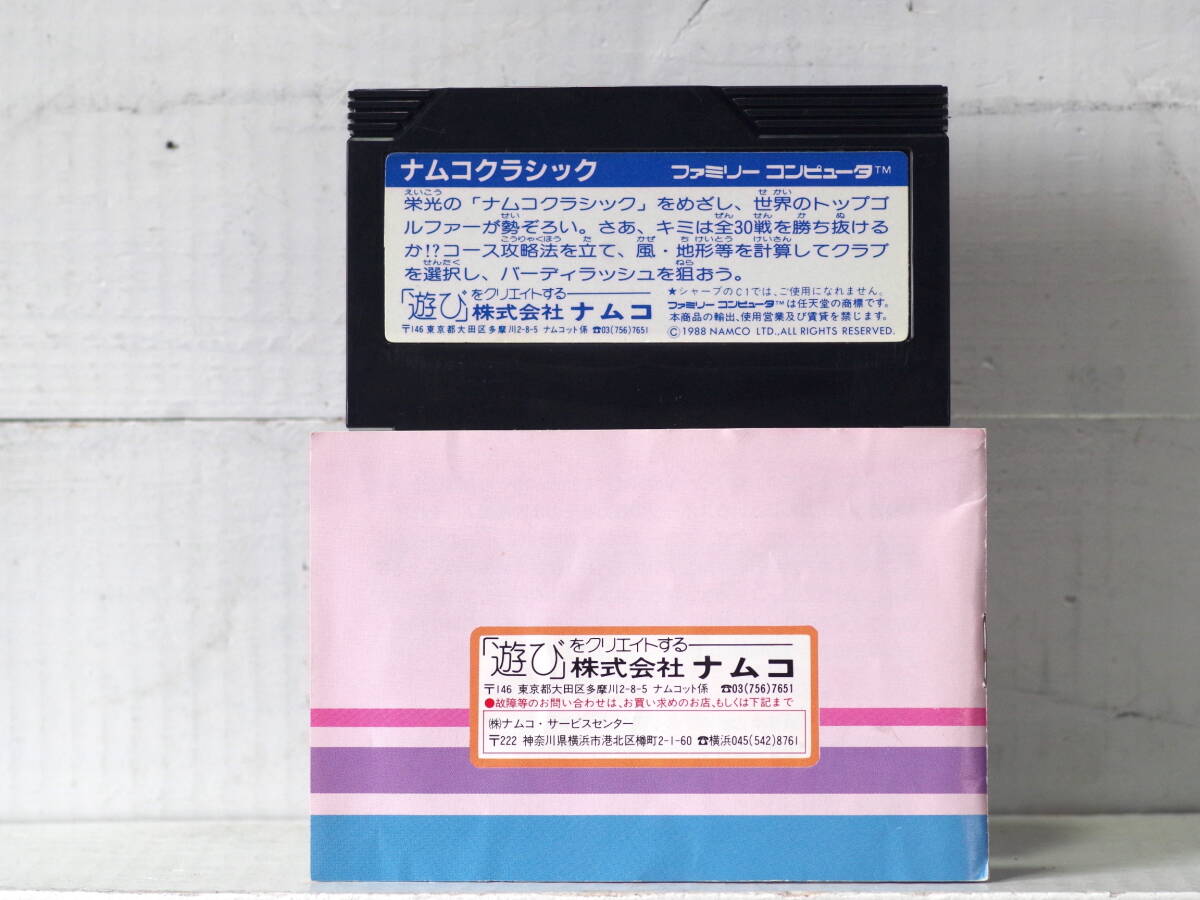 ナムコクラシック ファミリー コンピュータ™
栄光の「ナムコクラシック」をめざし、世界のトップゴ
ルファーが勢ぞろい。さあ、キミは全30戦を勝ち抜ける
か!?コース攻略法を立て、風・地形等を計算してクラブ
を選択し、バーディラッシュを狙おう。
「遊び」をクリエイトする
株式会社 ナムコ
〒146 東京都大田区多摩川2-8-5 ナムコット係 ☎03(756)7651
★シャープのC1では、ご使用になれません。
ファミリー コンピュータ™は任天堂の商標です。
本商品の輸出、使用営業及び賃貸を禁じます。
©1988 NAMCO LTD.,ALL RIGHTS RESERVED.
「遊び」をクリエイトする
株式会社 ナムコ
〒146 東京都大田区多摩川2-8-5 ナムコット係 ☎03(756)7651
●故障等のお問い合わせは、お買い求めのお店、もしくは下記まで
㈱ナムコ・サービスセンター
〒222 神奈川県横浜市港北区樽町2-1-60 ☎横浜045(542)8761